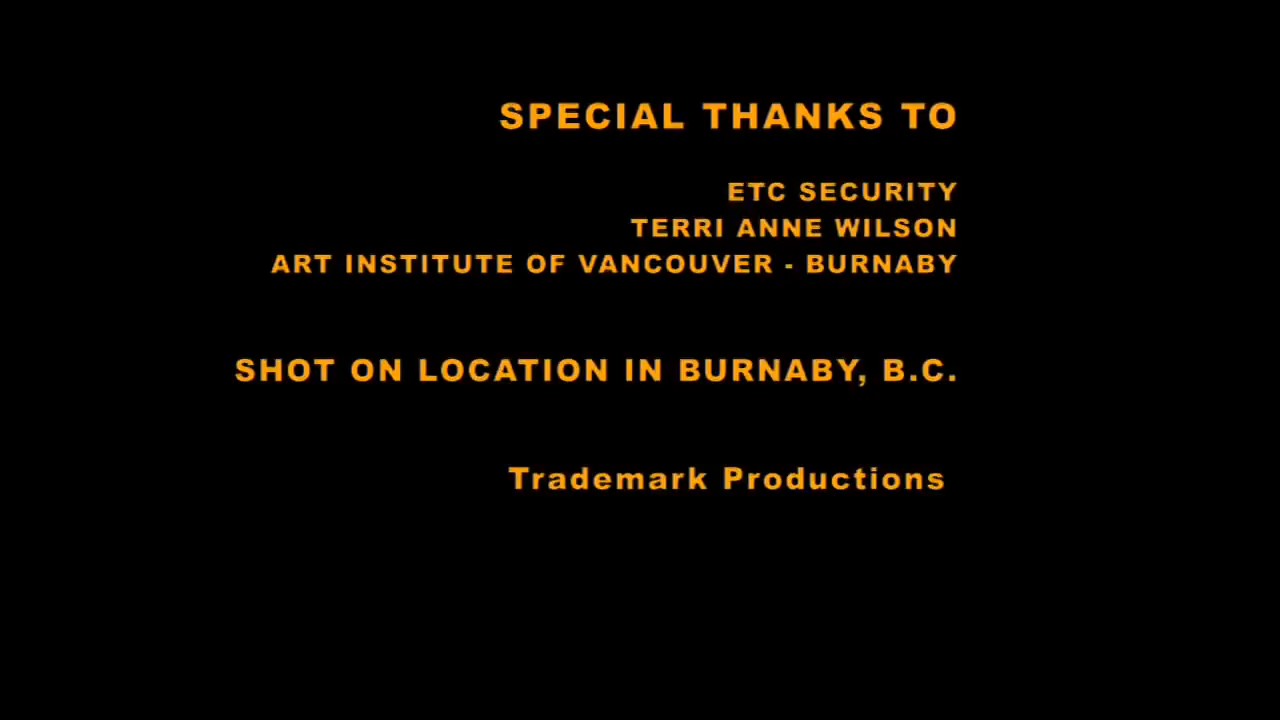 SPECIAL THANKS TO
ETC SECURITY
TERRI ANNE WILSON
ART INSTITUTE OF VANCOUVER - BURNABY
SHOT ON LOCATION IN BURNABY, B.C.
Trademark Productions